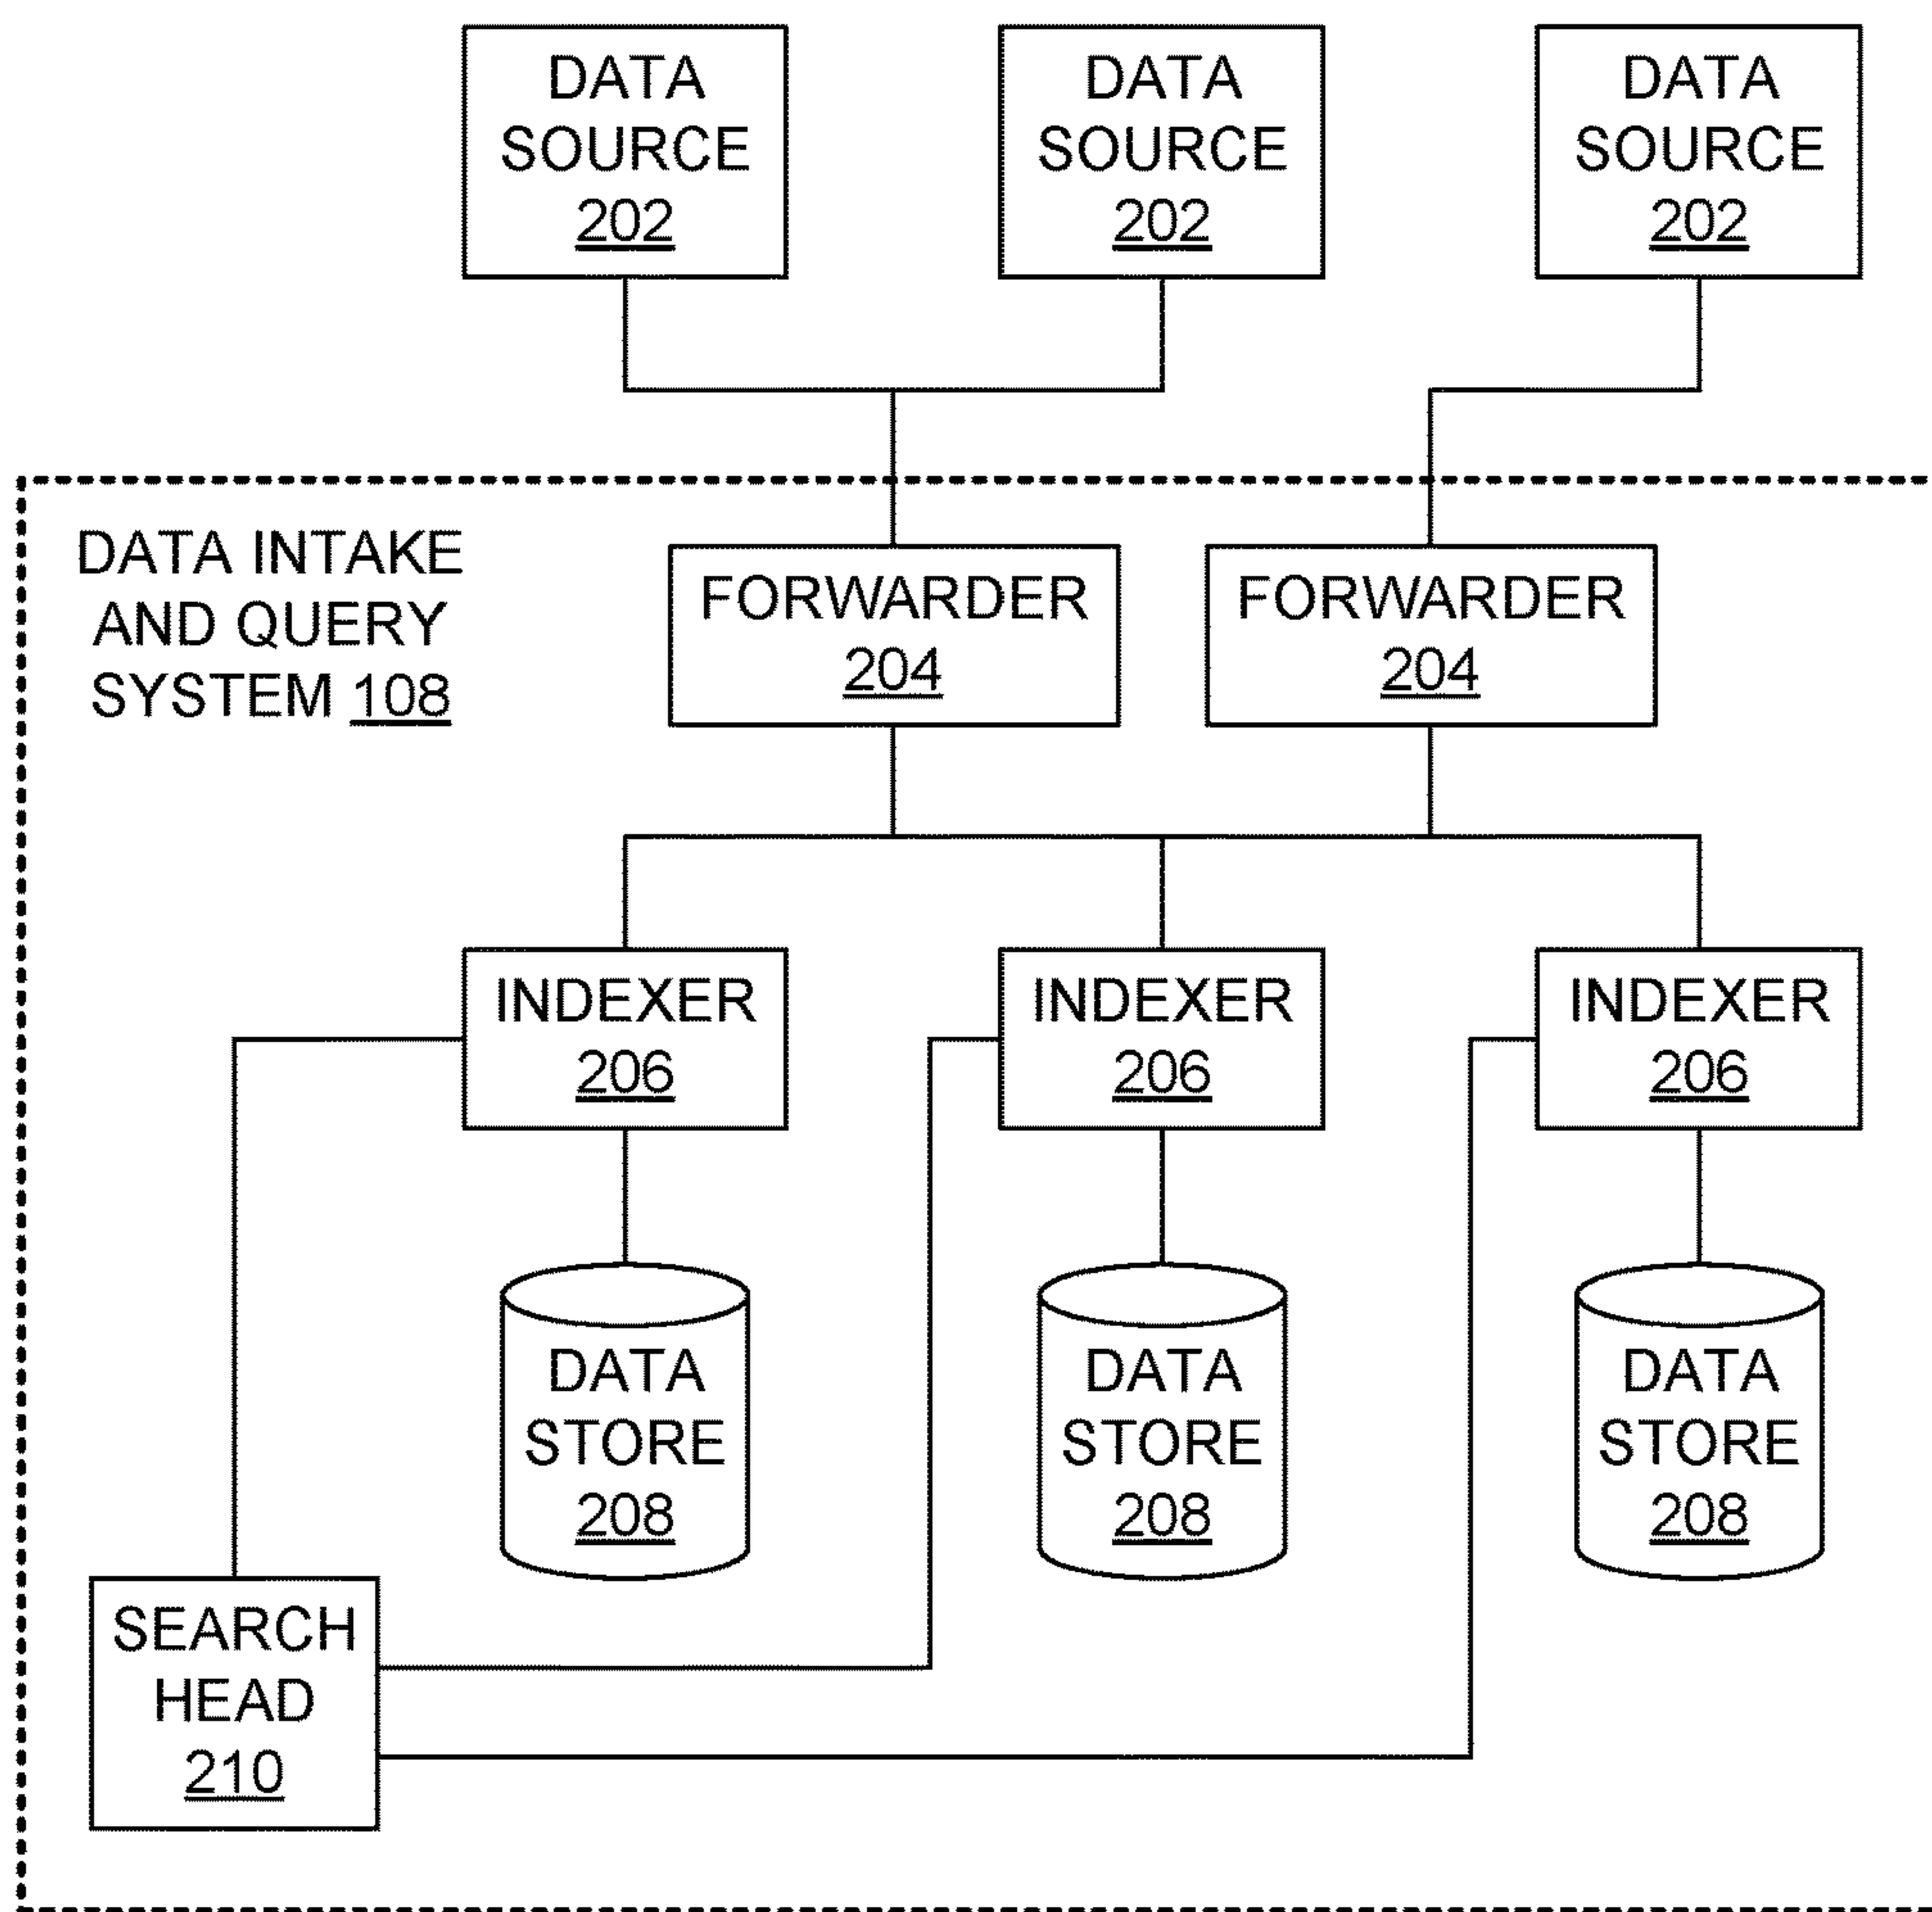 DATA
SOURCE
202
DATA
SOURCE
202
DATA
SOURCE
202
DATA INTAKE
AND QUERY
SYSTEM 108
FORWARDER
204
FORWARDER
204
INDEXER
206
INDEXER
206
INDEXER
206
DATA
STORE
208
DATA
STORE
208
DATA
STORE
208
SEARCH
HEAD
210